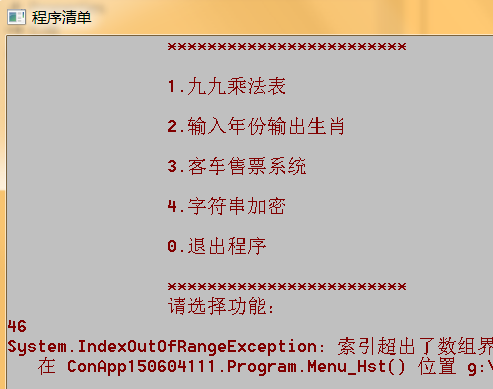 程序清单
************************
1.九九乘法表
2.输入年份输出生肖
3.客车售票系统
4.字符串加密
0.退出程序
************************
请选择功能:
46
System.IndexOutOfRangeException: 索引超出了数组界
在 ConApp150604111.Program.Menu_Hst() 位置 g:\